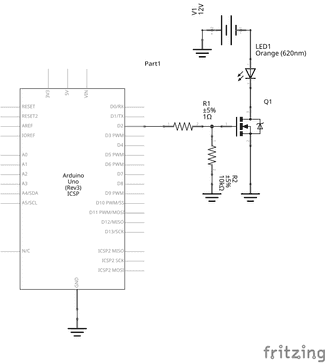 V1
12V
LED1
Orange (620nm)
Part1
Q1
R1
±5%
1Ω
R2
±5%
10kΩ
VIN
RESET
RESET2
AREF
IOREF
A0
A1
A2
A3
A4/SDA
A5/SCL
N/C
D0/RX
D1/TX
D2
D3 PWM
D4
D5 PWM
D6 PWM
D7
D8
D9 PWM
D10 PWM/SS
D11 PWM/MOSI
D12/MISO
D13/SCK
ICSP2 MISO
ICSP2 SCK
ICSP2 MOSI
Arduino
Uno
(Rev3)
ICSP
GND
fritzing